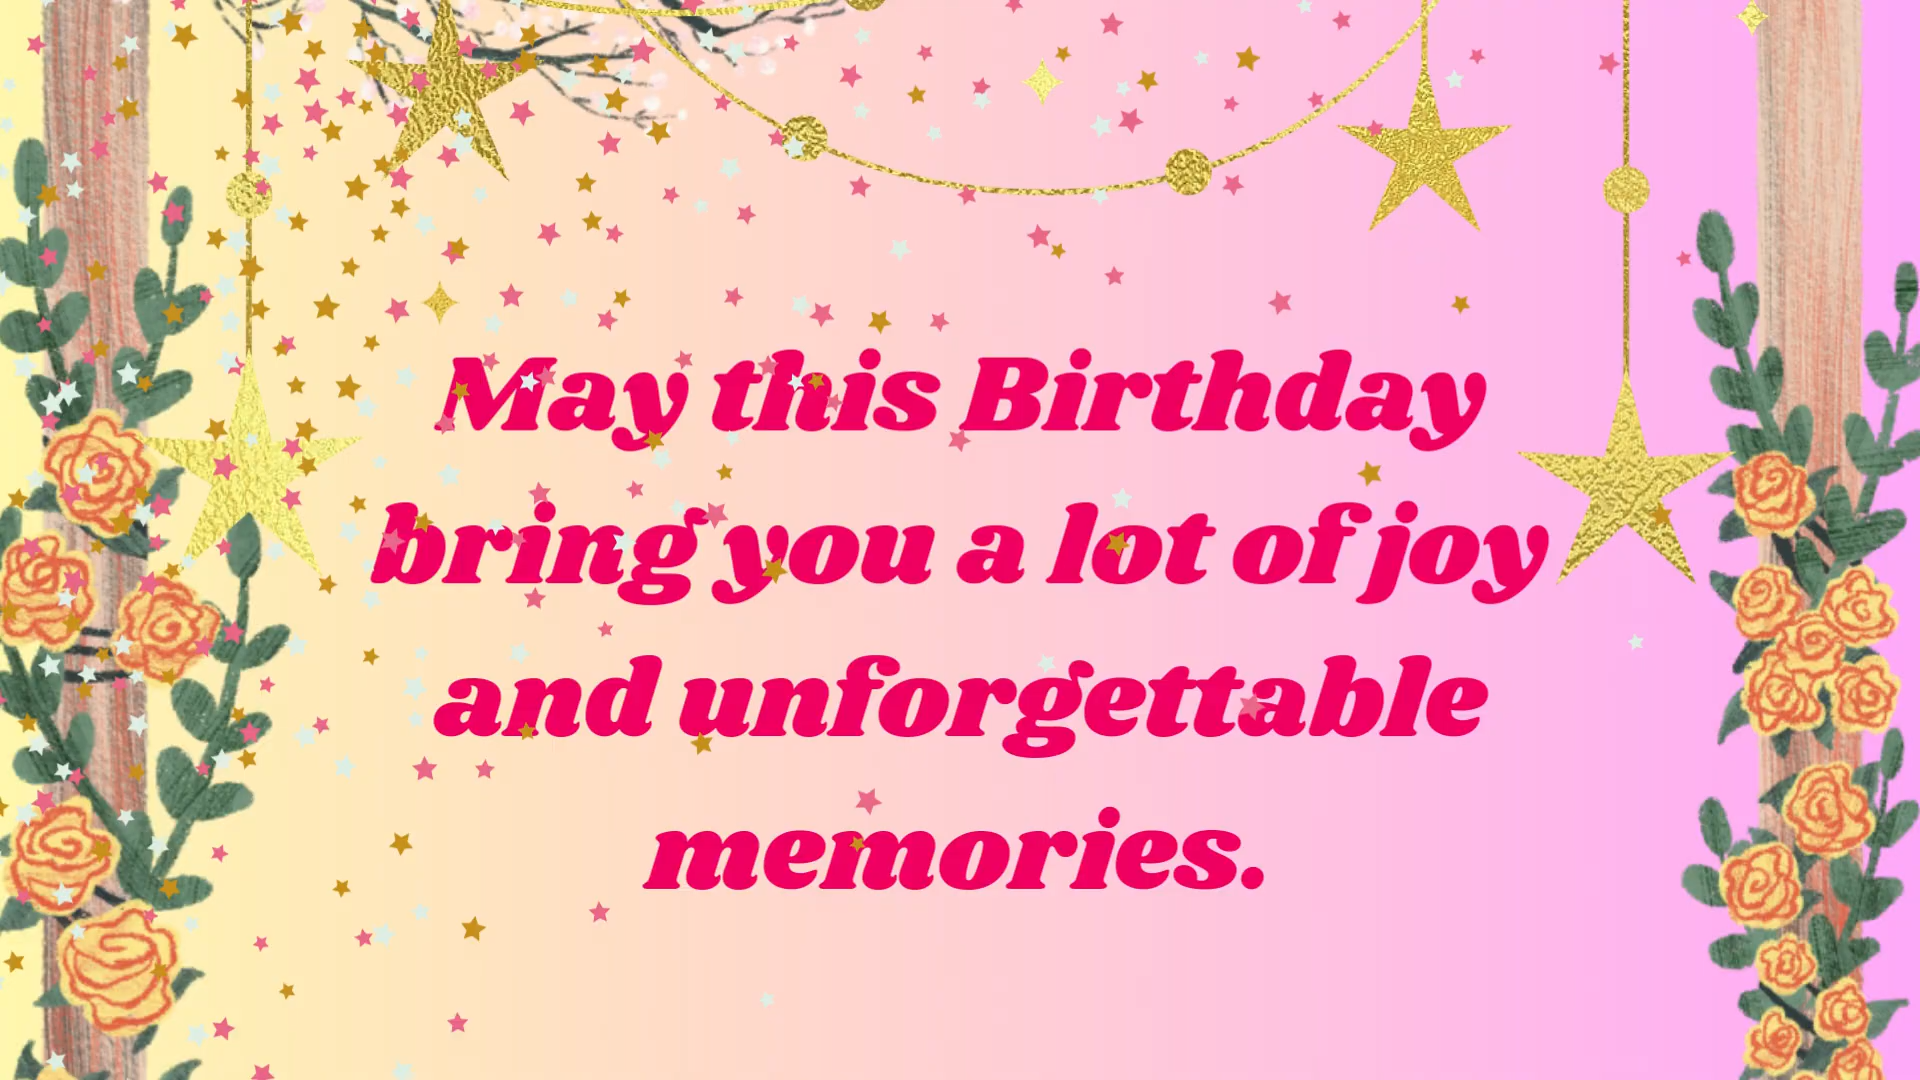 May this Birthday
bring you a lot of joy
and unforgettable
memories.